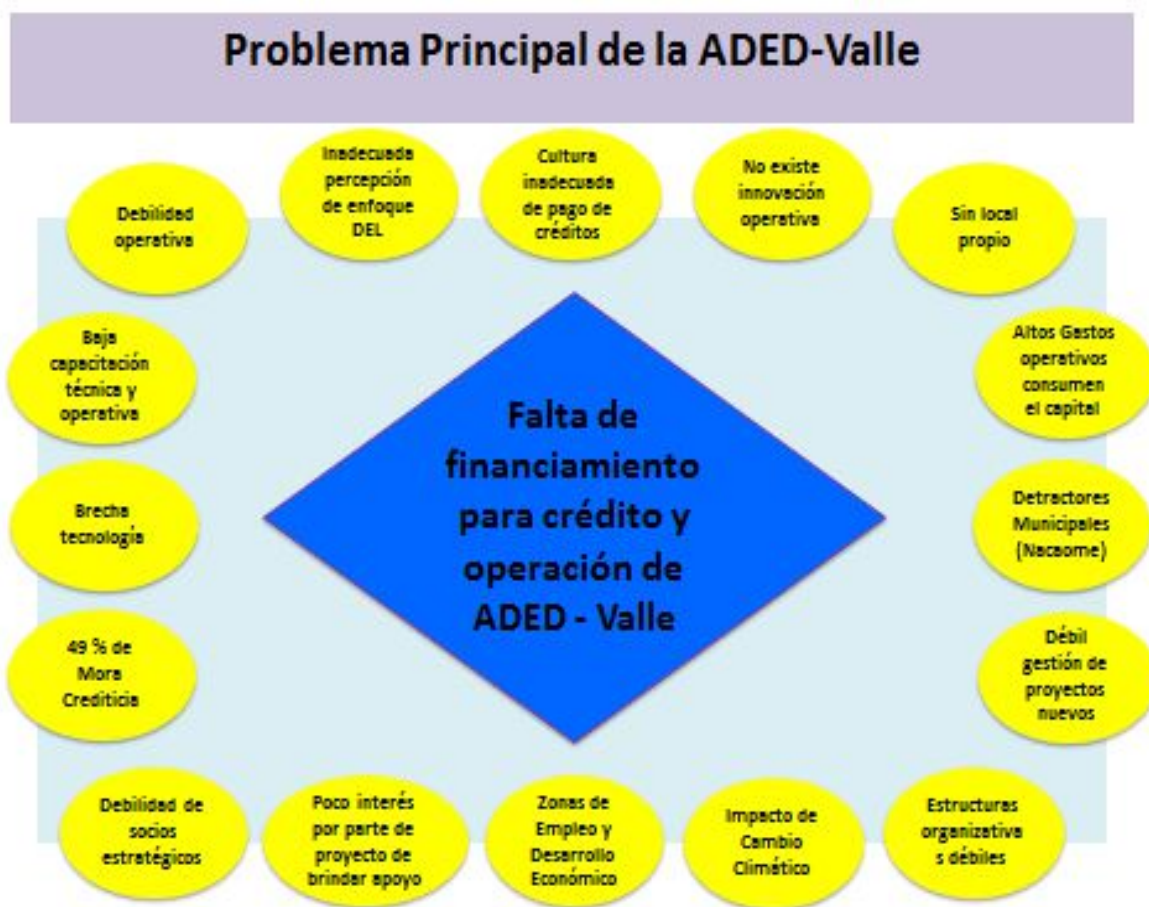 Problema Principal de la ADED-Valle
Debilidad
operativa
Inadecuada
percepción
de enfoque
DEL
Cultura
inadecuada
de pago de
créditos
No existe
innovación
operativa
Sin local
propio
Baja
capacitación
técnica y
operativa
Altos Gastos
operativos
consumen
el capital
Falta de
financiamiento
para crédito y
operación de
ADED - Valle
Brecha
tecnología
Detractores
Municipales
(Nacaome)
49 % de
Mora
Crediticia
Débil
gestión de
proyectos
nuevos
Debilidad de
socios
estratégicos
Poco interés
por parte de
proyecto de
brindar apoyo
Zonas de
Empleo y
Desarrollo
Económico
Impacto de
Cambio
Climático
Estructuras
organizativa
s débiles